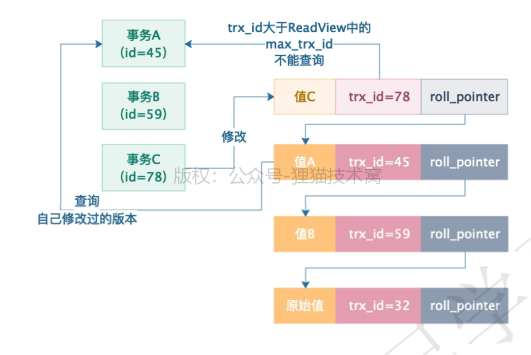 事务A
(id=45)
trx_id大于ReadView中的
max_trx_id
不能查询
事务B
(id=59)
值C trx_id=78 roll_pointer
修改
事务C
(id=78)
值A trx_id=45 roll_pointer
版权：公众号-狸猫技术窝
查询
自己修改过的版本
值B trx_id=59 roll_pointer
原始值 trx_id=32 roll_pointer